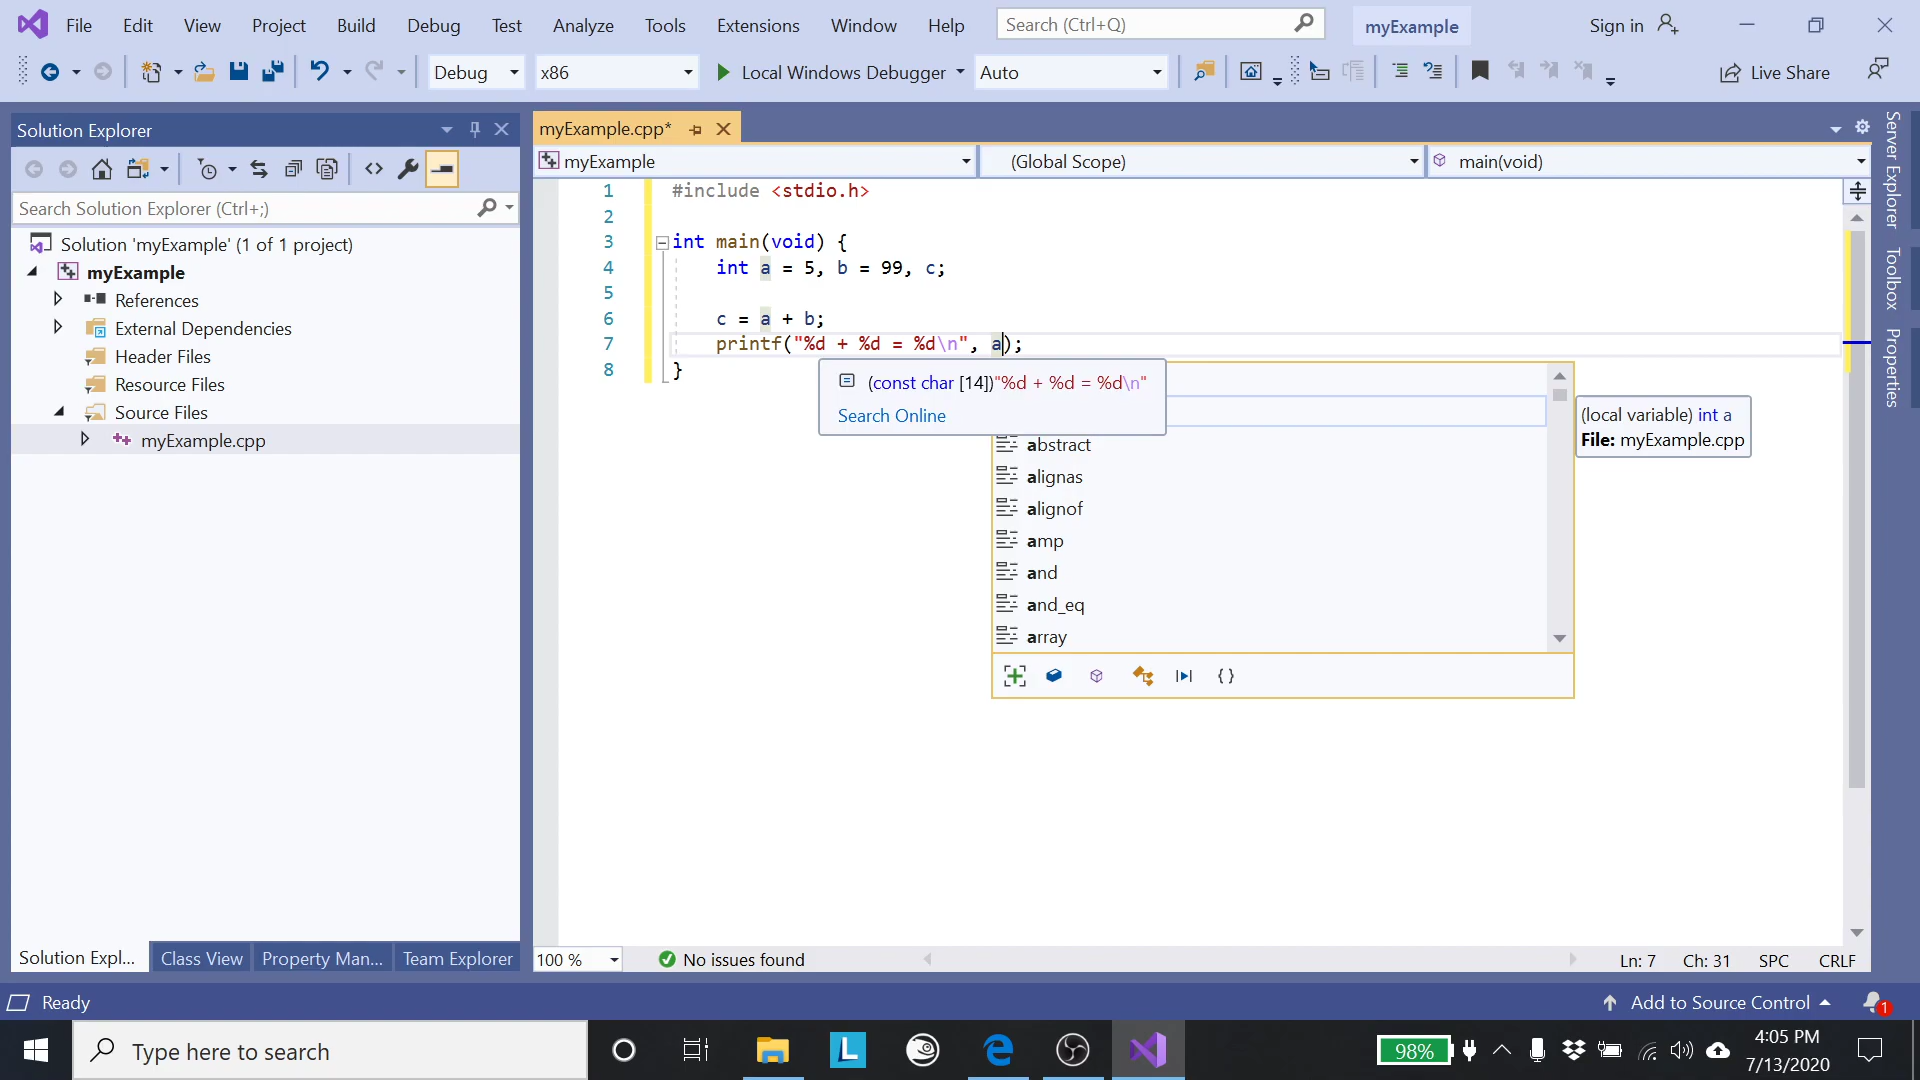 File Edit View Project Build Debug Test Analyze Tools Extensions Window Help Search (Ctrl+Q) myExample Sign in
Debug x86 Local Windows Debugger Auto Live Share
Solution Explorer
Search Solution Explorer (Ctrl+;)
Solution 'myExample' (1 of 1 project)
myExample
References
External Dependencies
Header Files
Resource Files
Source Files
myExample.cpp
Solution Expl... Class View Property Man... Team Explorer
myExample.cpp*
myExample (Global Scope) main(void)
1 #include <stdio.h>
2
3 int main(void) {
4 int a = 5, b = 99, c;
5
6 c = a + b;
7 printf("%d + %d = %d\n", a);
8 }
(const char [14])"%d + %d = %d\n"
Search Online
abstract
alignas
alignof
amp
and
and_eq
array
(local variable) int a
File: myExample.cpp
Server Explorer
Toolbox
Properties
100 % No issues found Ln: 7 Ch: 31 SPC CRLF
Ready Add to Source Control 1
Type here to search L 98% 4:05 PM
7/13/2020